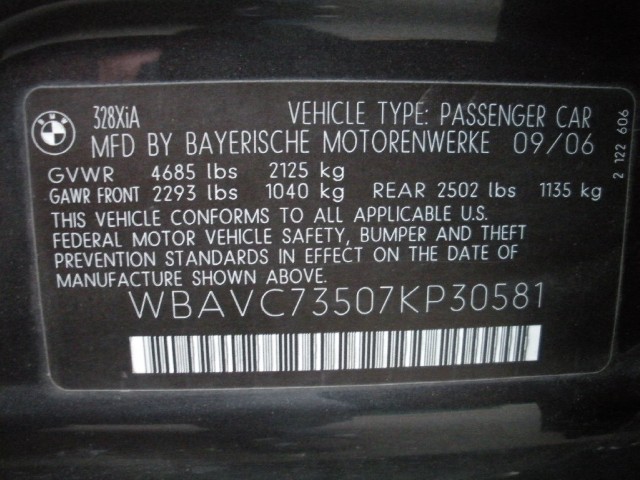 BMW
328XiA VEHICLE TYPE: PASSENGER CAR
MFD BY BAYERISCHE MOTORENWERKE 09/06
GVWR 4685 lbs 2125 kg
GAWR FRONT 2293 lbs 1040 kg REAR 2502 lbs 1135 kg
THIS VEHICLE CONFORMS TO ALL APPLICABLE U.S.
FEDERAL MOTOR VEHICLE SAFETY, BUMPER AND THEFT
PREVENTION STANDARDS IN EFFECT ON THE DATE OF
MANUFACTURE SHOWN ABOVE.
WBAVC73507KP30581
2 122 606